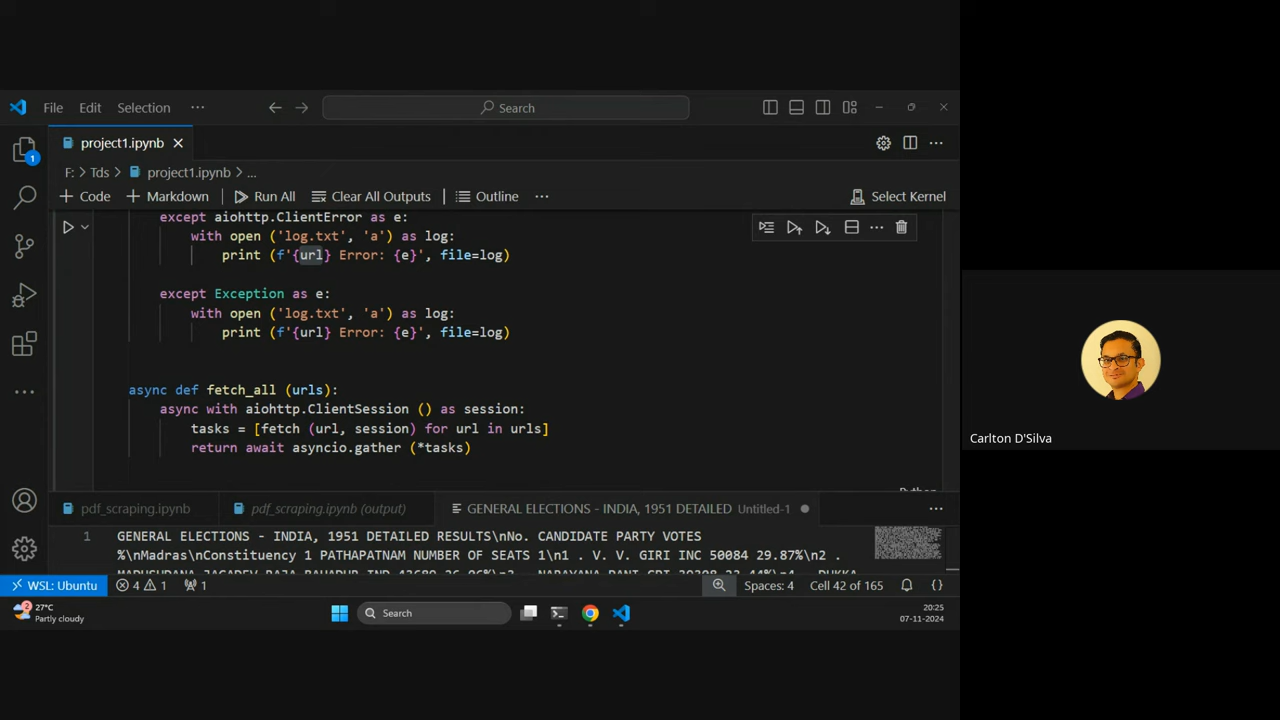 File Edit Selection ··· Search
project1.ipynb
F: > Tds > project1.ipynb > ...
Code Markdown Run All Clear All Outputs Outline ··· Select Kernel
except aiohttp.ClientError as e:
with open ('log.txt', 'a') as log:
print (f'{url} Error: {e}', file=log)
except Exception as e:
with open ('log.txt', 'a') as log:
print (f'{url} Error: {e}', file=log)
async def fetch_all (urls):
async with aiohttp.ClientSession () as session:
tasks = [fetch (url, session) for url in urls]
return await asyncio.gather (*tasks)
Python
pdf_scraping.ipynb pdf_scraping.ipynb (output) GENERAL ELECTIONS - INDIA, 1951 DETAILED Untitled-1
1 GENERAL ELECTIONS - INDIA, 1951 DETAILED RESULTS\nNo. CANDIDATE PARTY VOTES
%\nMadras\nConstituency 1 PATHAPATNAM NUMBER OF SEATS 1\n1 . V. V. GIRI INC 50084 29.87%\n2 .
WSL: Ubuntu 4 1 1 Spaces: 4 Cell 42 of 165 {}
2 27°C
Partly cloudy
Search
20:25
07-11-2024
Carlton D'Silva
1